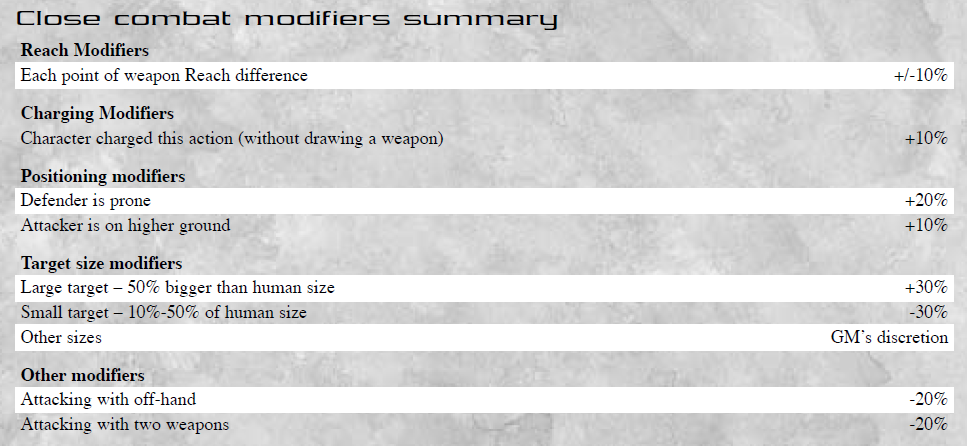 Close combat modifiers summary
Reach Modifiers
Each point of weapon Reach difference +/-10%
Charging Modifiers
Character charged this action (without drawing a weapon) +10%
Positioning modifiers
Defender is prone +20%
Attacker is on higher ground +10%
Target size modifiers
Large target – 50% bigger than human size +30%
Small target – 10%-50% of human size -30%
Other sizes GM’s discretion
Other modifiers
Attacking with off-hand -20%
Attacking with two weapons -20%